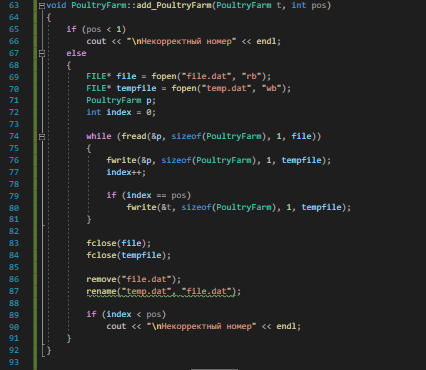 63 void PoultryFarm::add_PoultryFarm(PoultryFarm t, int pos)
64 {
65 if (pos < 1)
66 cout << "\nНекорректный номер" << endl;
67 else
68 {
69 FILE* file = fopen("file.dat", "rb");
70 FILE* tempfile = fopen("temp.dat", "wb");
71 PoultryFarm p;
72 int index = 0;
73
74 while (fread(&p, sizeof(PoultryFarm), 1, file))
75 {
76 fwrite(&p, sizeof(PoultryFarm), 1, tempfile);
77 index++;
78
79 if (index == pos)
80 fwrite(&t, sizeof(PoultryFarm), 1, tempfile);
81 }
82
83 fclose(file);
84 fclose(tempfile);
85
86 remove("file.dat");
87 rename("temp.dat", "file.dat");
88
89 if (index < pos)
90 cout << "\nНекорректный номер" << endl;
91 }
92 }
93